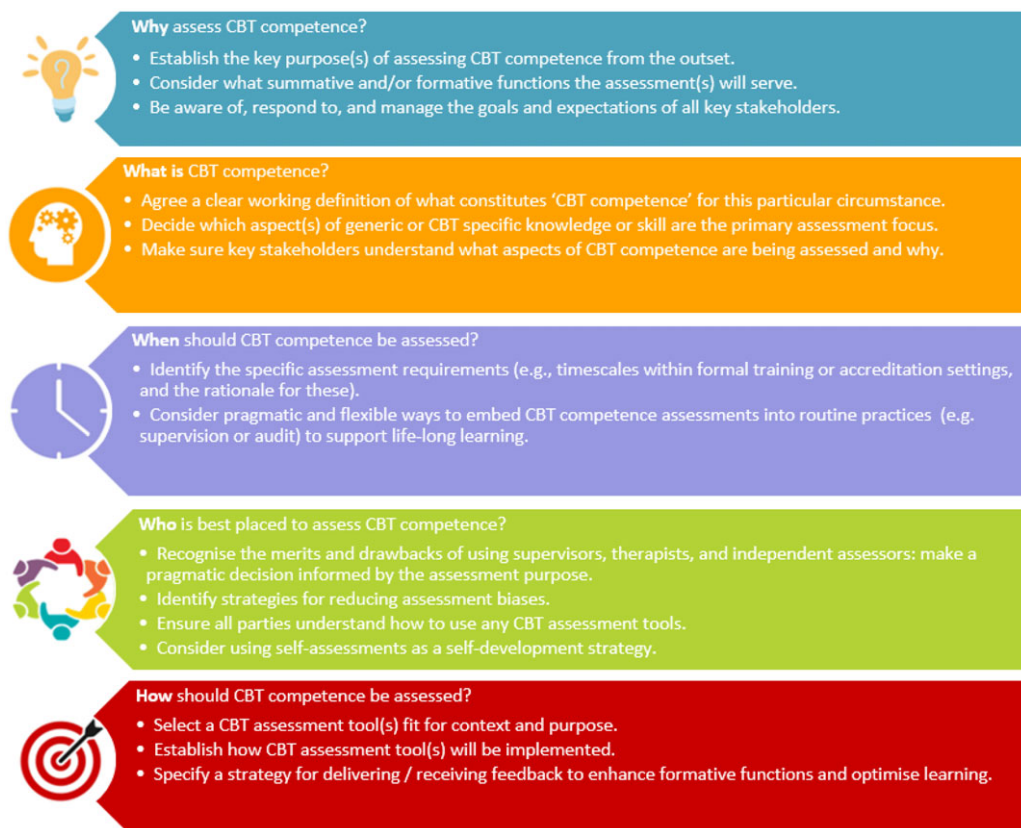 Why assess CBT competence?
• Establish the key purpose(s) of assessing CBT competence from the outset.
• Consider what summative and/or formative functions the assessment(s) will serve.
• Be aware of, respond to, and manage the goals and expectations of all key stakeholders.
What is CBT competence?
• Agree a clear working definition of what constitutes ‘CBT competence’ for this particular circumstance.
• Decide which aspect(s) of generic or CBT specific knowledge or skill are the primary assessment focus.
• Make sure key stakeholders understand what aspects of CBT competence are being assessed and why.
When should CBT competence be assessed?
• Identify the specific assessment requirements (e.g., timescales within formal training or accreditation settings,
and the rationale for these).
• Consider pragmatic and flexible ways to embed CBT competence assessments into routine practices (e.g.
supervision or audit) to support life-long learning.
Who is best placed to assess CBT competence?
• Recognise the merits and drawbacks of using supervisors, therapists, and independent assessors: make a
pragmatic decision informed by the assessment purpose.
• Identify strategies for reducing assessment biases.
• Ensure all parties understand how to use any CBT assessment tools.
• Consider using self-assessments as a self-development strategy.
How should CBT competence be assessed?
• Select a CBT assessment tool(s) fit for context and purpose.
• Establish how CBT assessment tool(s) will be implemented.
• Specify a strategy for delivering / receiving feedback to enhance formative functions and optimise learning.